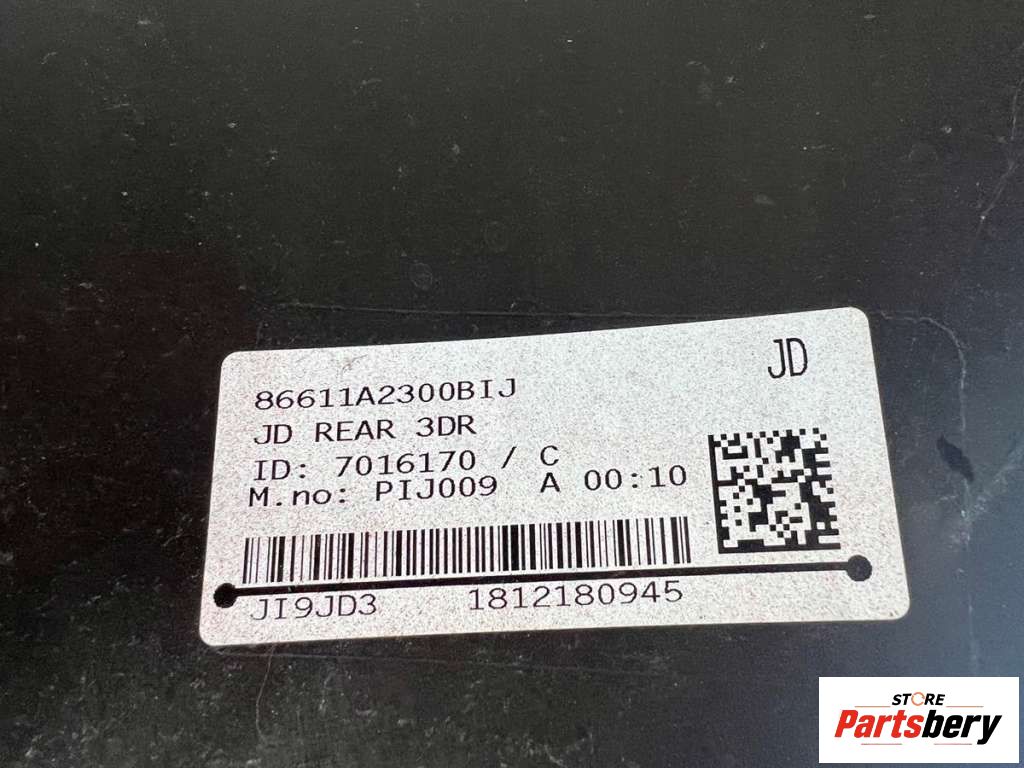 JD
86611A2300BIJ
JD REAR 3DR
ID: 7016170 / C
M.no: PIJ009 A 00:10
JI9JD3 1812180945
STORE
Partsbery